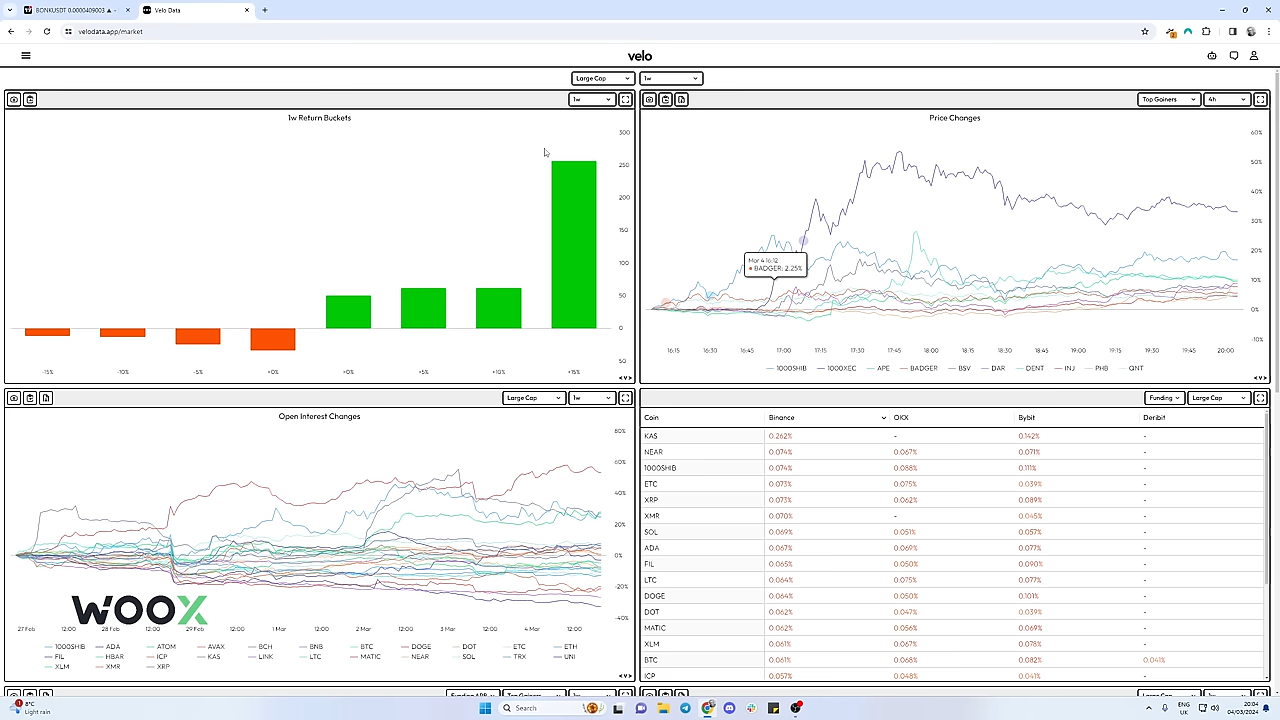 BONKUSDT 0.0000409003 ▲
Velo Data
velodata.app/market
velo
Large Cap
1w
1w
Top Gainers
4h
1w Return Buckets
300
250
200
150
100
50
0
50
-15%
-10%
-5%
<0%
>0%
+5%
+10%
+15%
Price Changes
60%
50%
40%
30%
20%
10%
0%
-10%
Mar 4 16:12
BADGER: 2.25%
16:15 16:30 16:45 17:00 17:15 17:30 17:45 18:00 18:15 18:30 18:45 19:00 19:15 19:30 19:45 20:00
1000SHIB 1000XEC APE BADGER BSV DAR DENT INJ PHB QNT
Large Cap
1w
Open Interest Changes
80%
60%
40%
20%
0%
-20%
-40%
WOOX
27 Feb 12:00 28 Feb 12:00 29 Feb 12:00 1 Mar 12:00 2 Mar 12:00 3 Mar 12:00 4 Mar 12:00
1000SHIB ADA ATOM AVAX BCH BNB BTC DOGE DOT ETC ETH
FIL HBAR ICP KAS LINK LTC MATIC NEAR SOL TRX UNI
XLM XMR XRP
Funding
Large Cap
Coin Binance OKX Bybit Deribit
KAS 0.262% - 0.142% -
NEAR 0.074% 0.067% 0.071% -
1000SHIB 0.074% 0.088% 0.111% -
ETC 0.073% 0.075% 0.039% -
XRP 0.073% 0.062% 0.089% -
XMR 0.070% - 0.045% -
SOL 0.069% 0.051% 0.057% -
ADA 0.067% 0.069% 0.077% -
FIL 0.065% 0.050% 0.090% -
LTC 0.064% 0.075% 0.077% -
DOGE 0.064% 0.050% 0.101% -
DOT 0.062% 0.047% 0.039% -
MATIC 0.062% 0.056% 0.069% -
XLM 0.061% 0.067% 0.078% -
BTC 0.061% 0.068% 0.082% 0.041%
ICP 0.057% 0.048% 0.041% -
8°C
Light rain
Search
ENG
UK
20:04
04/03/2024